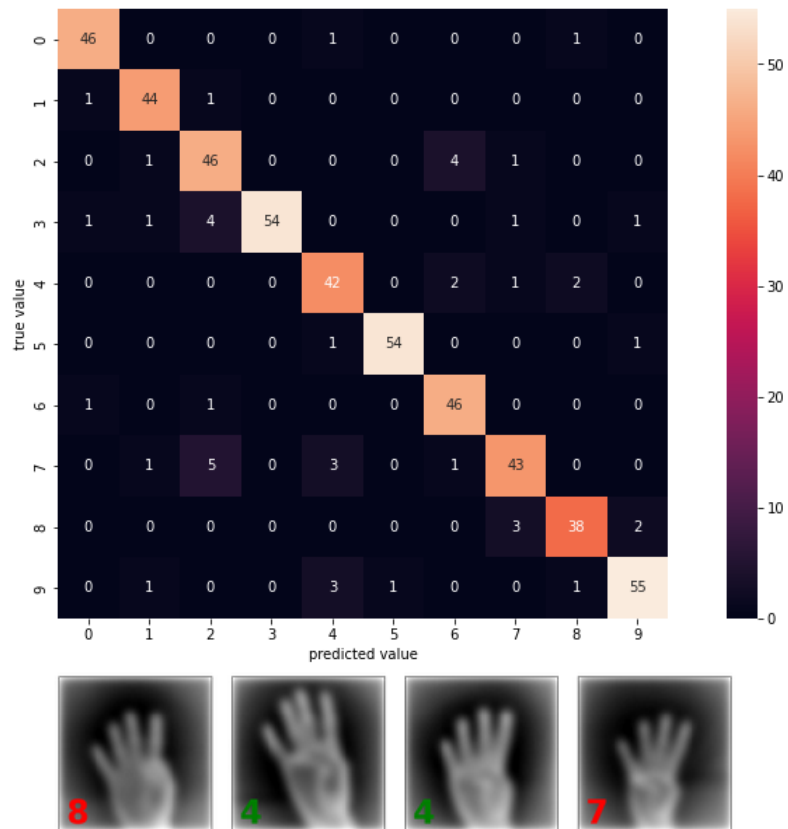 0 46 0 0 0 1 0 0 0 1 0
1 1 44 1 0 0 0 0 0 0 0
2 0 1 46 0 0 0 4 1 0 0
3 1 1 4 54 0 0 0 1 0 1
4 0 0 0 0 42 0 2 1 2 0
5 0 0 0 0 1 54 0 0 0 1
6 1 0 1 0 0 0 46 0 0 0
7 0 1 5 0 3 0 1 43 0 0
8 0 0 0 0 0 0 0 3 38 2
9 0 1 0 0 3 1 0 0 1 55
0 1 2 3 4 5 6 7 8 9
true value
predicted value
50
40
30
20
10
0
8 4 4 7